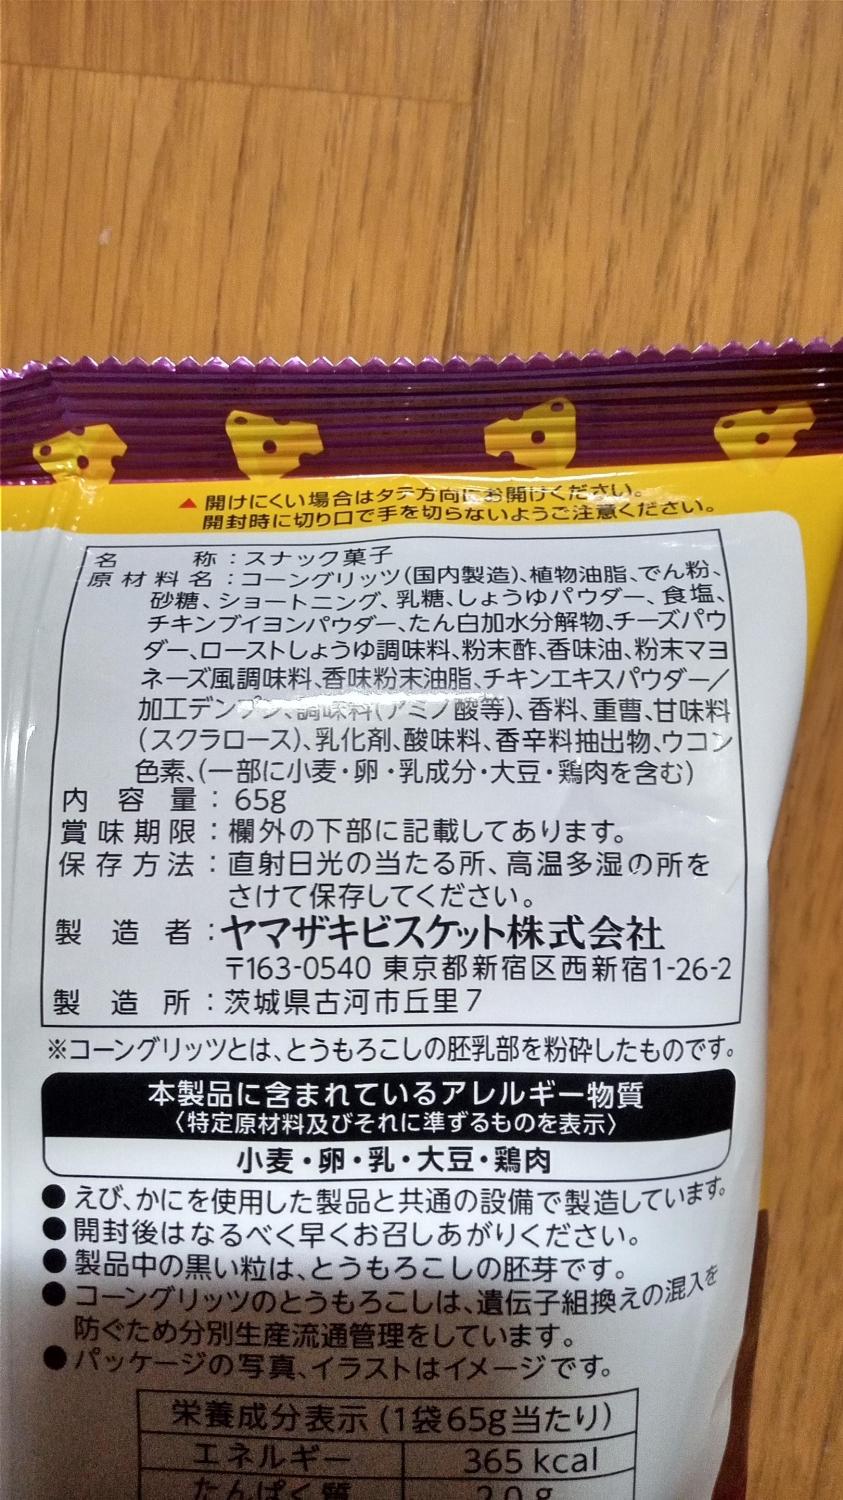 ▲開けにくい場合はタテ方向にお開けください。
開封時に切り口で手を切らないようご注意ください。
名称：スナック菓子
原材料名：コーングリッツ(国内製造)、植物油脂、でん粉、
砂糖、ショートニング、乳糖、しょうゆパウダー、食塩、
チキンブイヨンパウダー、たん白加水分解物、チーズパウ
ダー、ローストしょうゆ調味料、粉末酢、香味油、粉末マヨ
ネーズ風調味料、香味粉末油脂、チキンエキスパウダー／
加工デンプン、調味料(アミノ酸等)、香料、重曹、甘味料
(スクラロース)、乳化剤、酸味料、香辛料抽出物、ウコン
色素、(一部に小麦・卵・乳成分・大豆・鶏肉を含む)
内容量：65g
賞味期限：欄外の下部に記載してあります。
保存方法：直射日光の当たる所、高温多湿の所を
さけて保存してください。
製造者：ヤマザキビスケット株式会社
〒163-0540 東京都新宿区西新宿1-26-2
製造所：茨城県古河市丘里7
※コーングリッツとは、とうもろこしの胚乳部を粉砕したものです。
本製品に含まれているアレルギー物質
〈特定原材料及びそれに準ずるものを表示〉
小麦・卵・乳・大豆・鶏肉
●えび、かにを使用した製品と共通の設備で製造しています。
●開封後はなるべく早くお召しあがりください。
●製品中の黒い粒は、とうもろこしの胚芽です。
●コーングリッツのとうもろこしは、遺伝子組換えの混入を
防ぐため分別生産流通管理をしています。
●パッケージの写真、イラストはイメージです。
栄養成分表示(1袋65g当たり)
エネルギー 365 kcal
たんぱく質 2.0 g